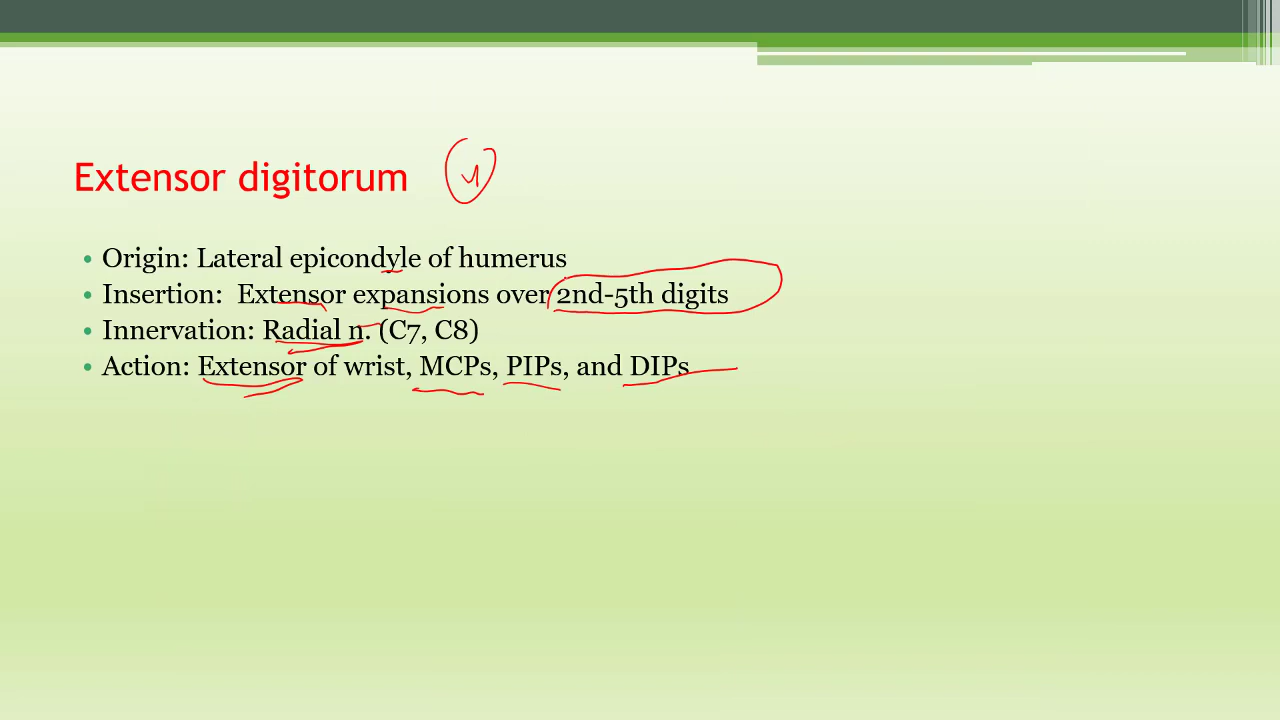 Extensor digitorum 4
• Origin: Lateral epicondyle of humerus
• Insertion:  Extensor expansions over 2nd-5th digits
• Innervation: Radial n. (C7, C8)
• Action: Extensor of wrist, MCPs, PIPs, and DIPs